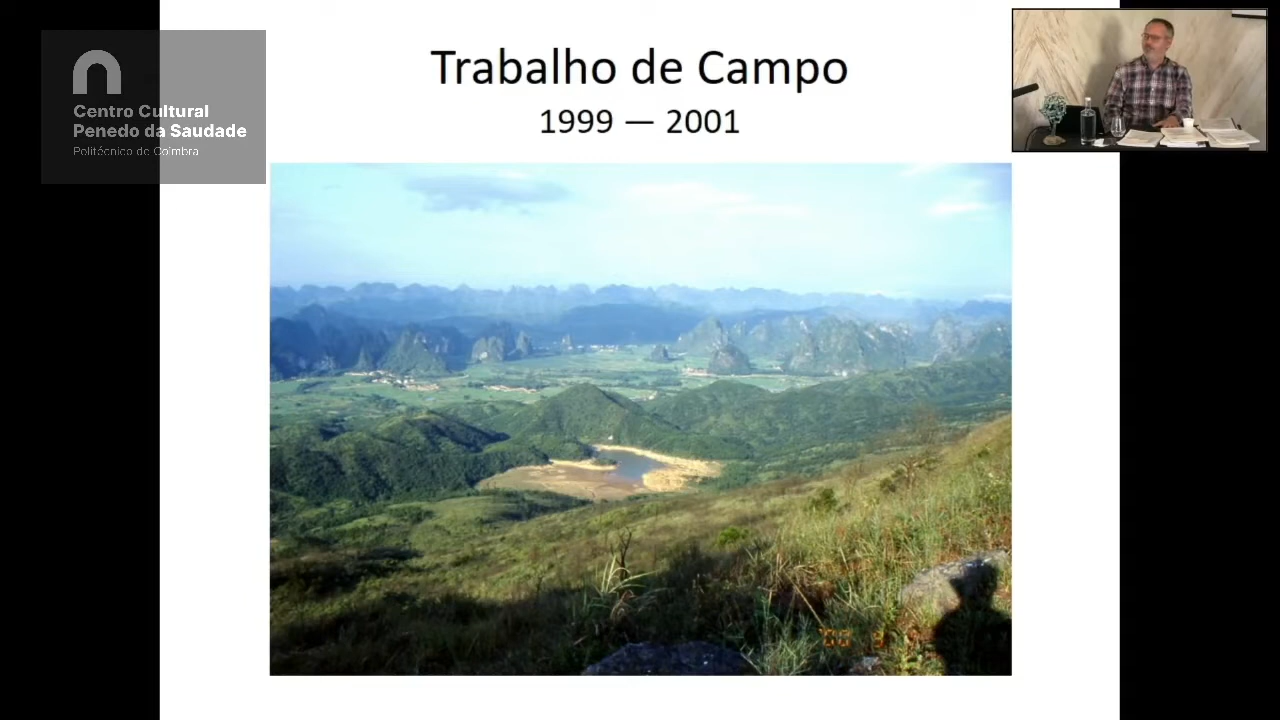 Trabalho de Campo
1999 — 2001
Centro Cultural
Penedo da Saudade
Politécnico de Coimbra